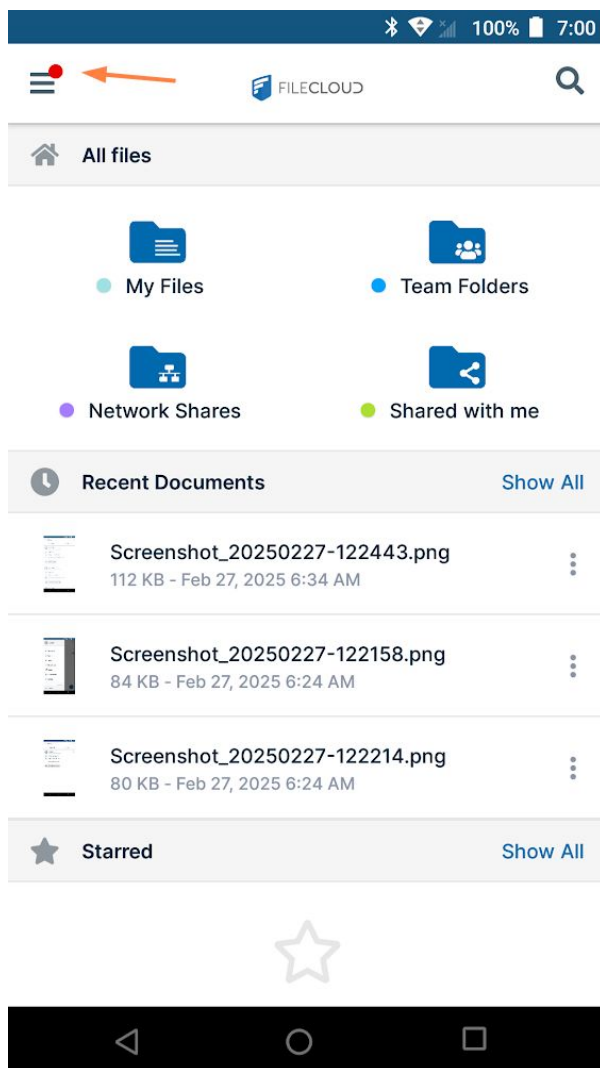 100% 7:00
FILECLOUD
All files
My Files
Team Folders
Network Shares
Shared with me
Recent Documents
Show All
Screenshot_20250227-122443.png
112 KB - Feb 27, 2025 6:34 AM
Screenshot_20250227-122158.png
84 KB - Feb 27, 2025 6:24 AM
Screenshot_20250227-122214.png
80 KB - Feb 27, 2025 6:24 AM
Starred
Show All